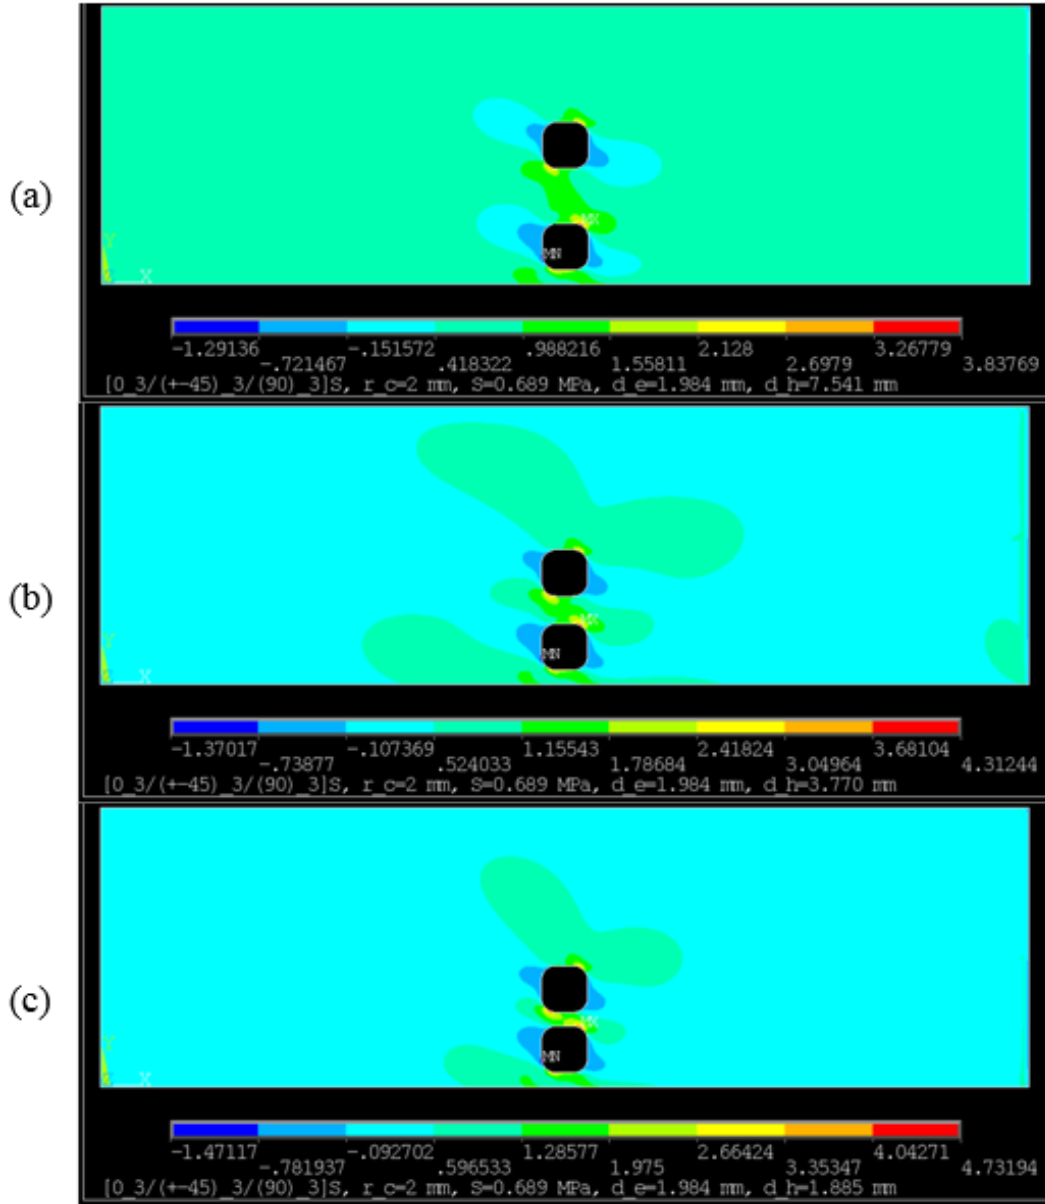 (a)
Y
MX
MN
Z X
-1.29136 -.151572 .988216 2.128 3.26779
-.721467 .418322 1.55811 2.6979 3.83769
[0_3/(+-45)_3/(90)_3]S, r_c=2 mm, S=0.689 MPa, d_e=1.984 mm, d_h=7.541 mm
(b)
MX
Y
MN
Z X
-1.37017 -.107369 1.15543 2.41824 3.68104
-.73877 .524033 1.78684 3.04964 4.31244
[0_3/(+-45)_3/(90)_3]S, r_c=2 mm, S=0.689 MPa, d_e=1.984 mm, d_h=3.770 mm
(c)
MX
Y
MN
Z X
-1.47117 -.092702 1.28577 2.66424 4.04271
-.781937 .596533 1.975 3.35347 4.73194
[0_3/(+-45)_3/(90)_3]S, r_c=2 mm, S=0.689 MPa, d_e=1.984 mm, d_h=1.885 mm